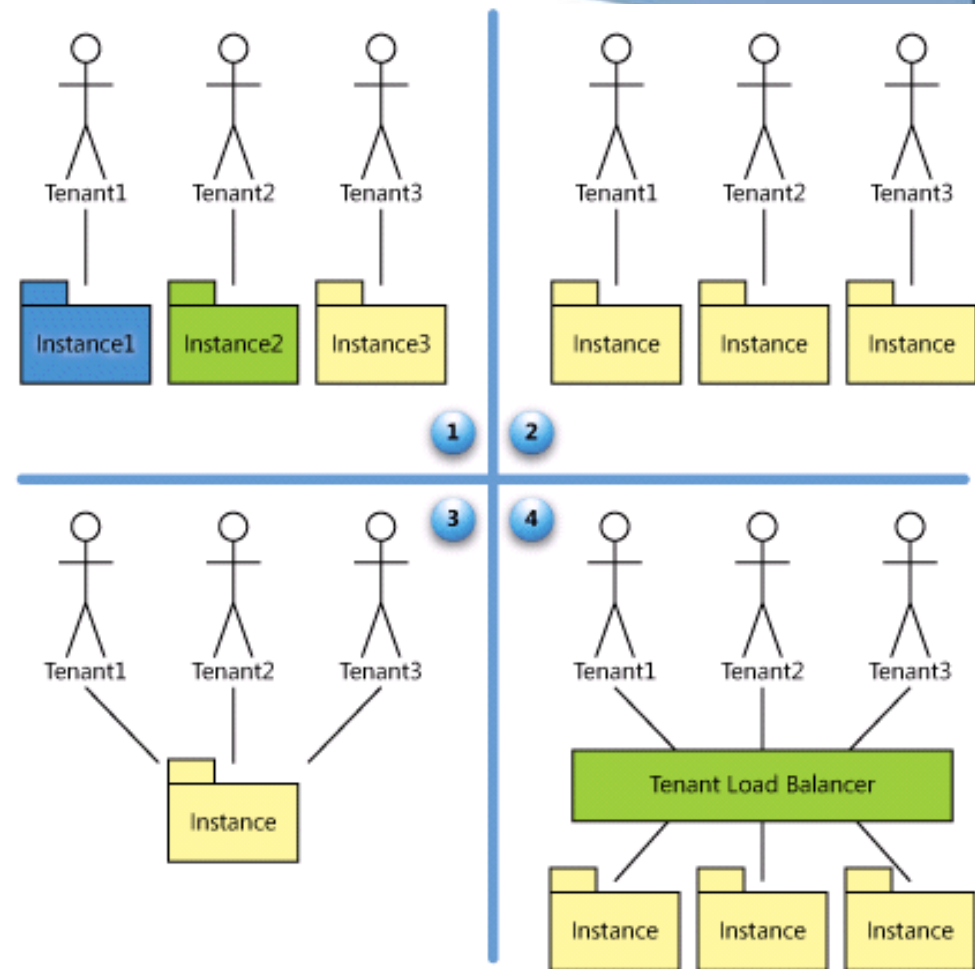 Tenant1 Tenant2 Tenant3
Instance1 Instance2 Instance3
1
Tenant1 Tenant2 Tenant3
Instance Instance Instance
2
3
Tenant1 Tenant2 Tenant3
Instance
4
Tenant1 Tenant2 Tenant3
Tenant Load Balancer
Instance Instance Instance